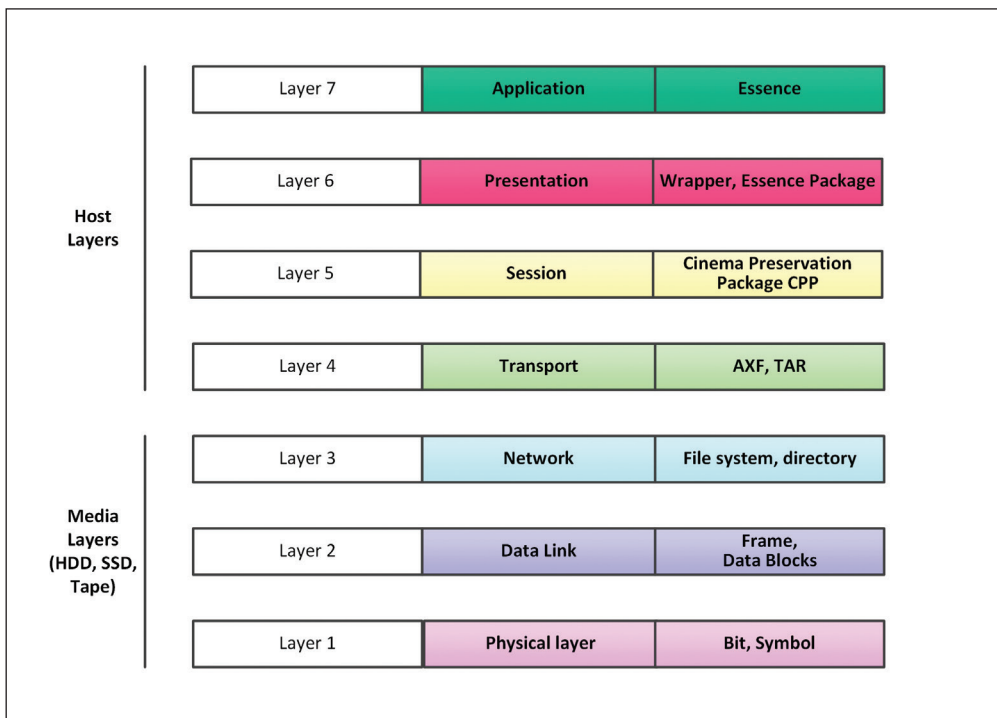 Layer 7
Application
Essence
Layer 6
Presentation
Wrapper, Essence Package
Host
Layers
Layer 5
Session
Cinema Preservation
Package CPP
Layer 4
Transport
AXF, TAR
Layer 3
Network
File system, directory
Media
Layers
(HDD, SSD,
Tape)
Layer 2
Data Link
Frame,
Data Blocks
Layer 1
Physical layer
Bit, Symbol